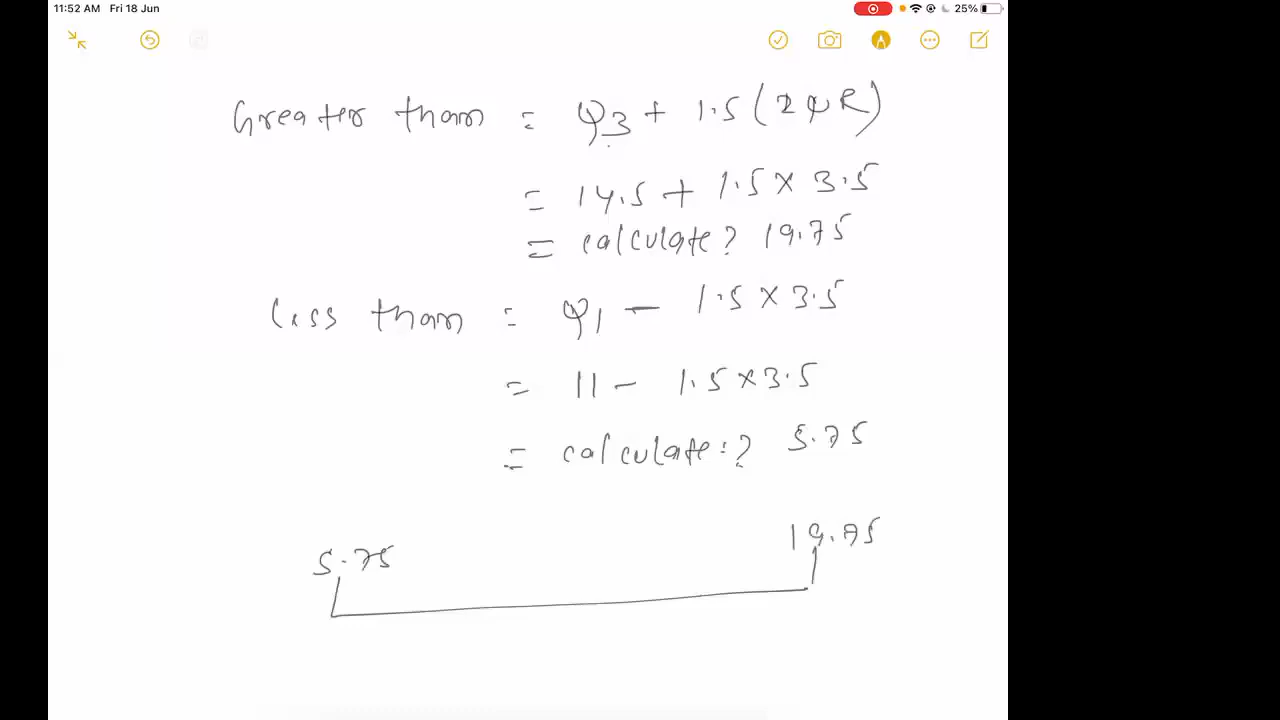 11:52 AM Fri 18 Jun 25%
Greater than = Q3 + 1.5 (IQR)
= 14.5 + 1.5 × 3.5
= calculate? 19.75
Less than = Q1 - 1.5 × 3.5
= 11 - 1.5 × 3.5
= calculate:? 5.75
5.75 19.75